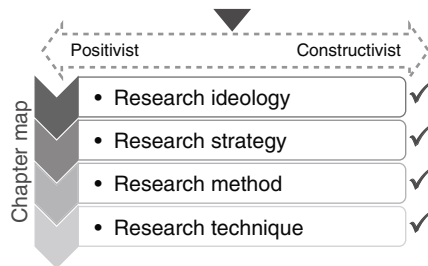 Positivist Constructivist
Chapter map
• Research ideology
• Research strategy
• Research method
• Research technique